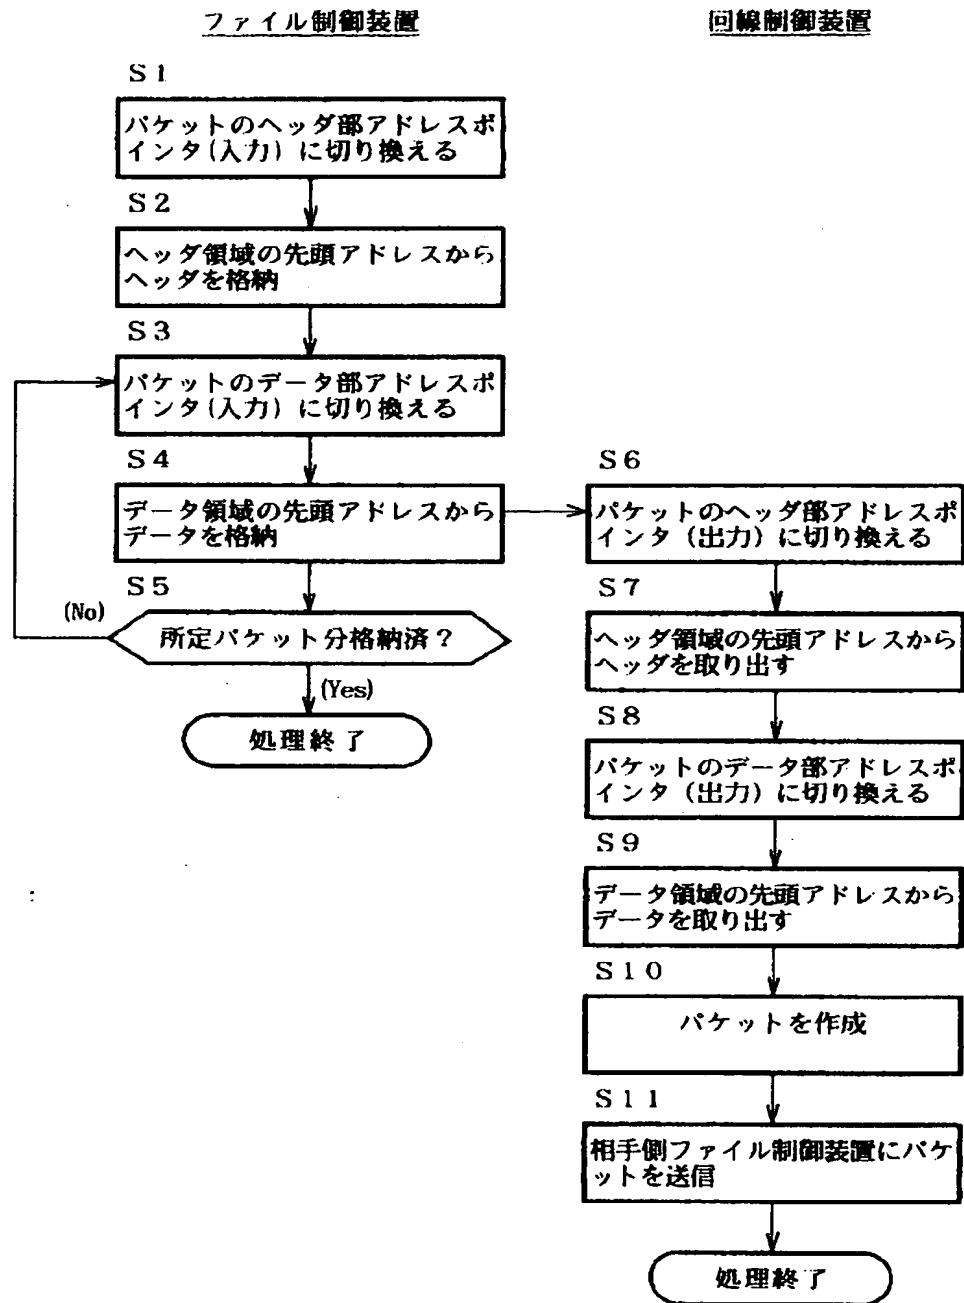 ファイル制御装置
S1
パケットのヘッダ部アドレスポ
インタ(入力)に切り換える
S2
ヘッダ領域の先頭アドレスから
ヘッダを格納
S3
パケットのデータ部アドレスポ
インタ(入力)に切り換える
S4
データ領域の先頭アドレスから
データを格納
S5
(No)
所定パケット分格納済?
(Yes)
処理終了
回線制御装置
S6
パケットのヘッダ部アドレスポ
インタ(出力)に切り換える
S7
ヘッダ領域の先頭アドレスから
ヘッダを取り出す
S8
パケットのデータ部アドレスポ
インタ(出力)に切り換える
S9
データ領域の先頭アドレスから
データを取り出す
S10
パケットを作成
S11
相手側ファイル制御装置にパケ
ットを送信
処理終了